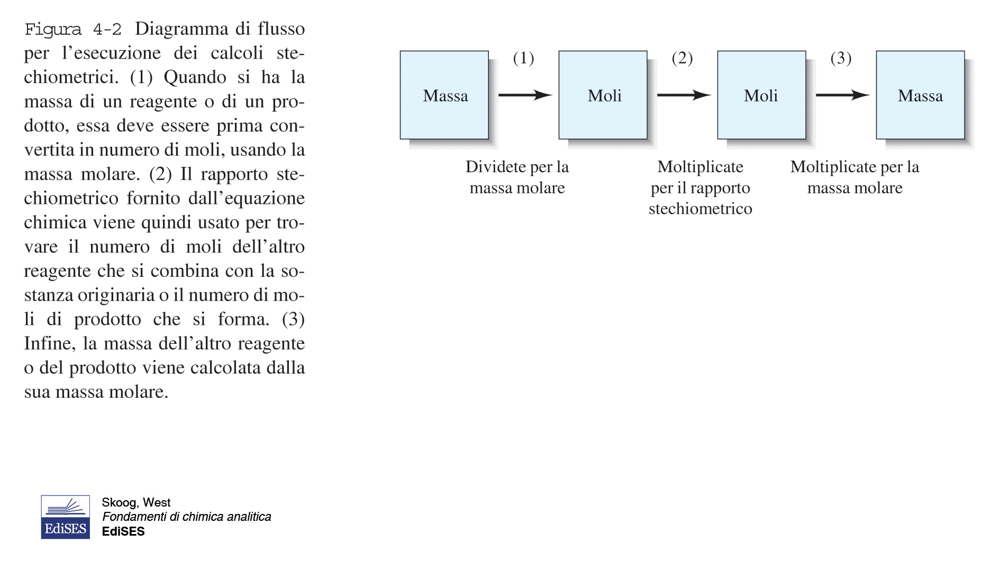 Figura 4-2 Diagramma di flusso
per l’esecuzione dei calcoli ste-
chiometrici. (1) Quando si ha la
massa di un reagente o di un pro-
dotto, essa deve essere prima con-
vertita in numero di moli, usando la
massa molare. (2) Il rapporto ste-
chiometrico fornito dall’equazione
chimica viene quindi usato per tro-
vare il numero di moli dell’altro
reagente che si combina con la so-
stanza originaria o il numero di mo-
li di prodotto che si forma. (3)
Infine, la massa dell’altro reagente
o del prodotto viene calcolata dalla
sua massa molare.
(1) (2) (3)
Massa Moli Moli Massa
Dividete per la
massa molare
Moltiplicate
per il rapporto
stechiometrico
Moltiplicate per la
massa molare
EdiSES
Skoog, West
Fondamenti di chimica analitica
EdiSES